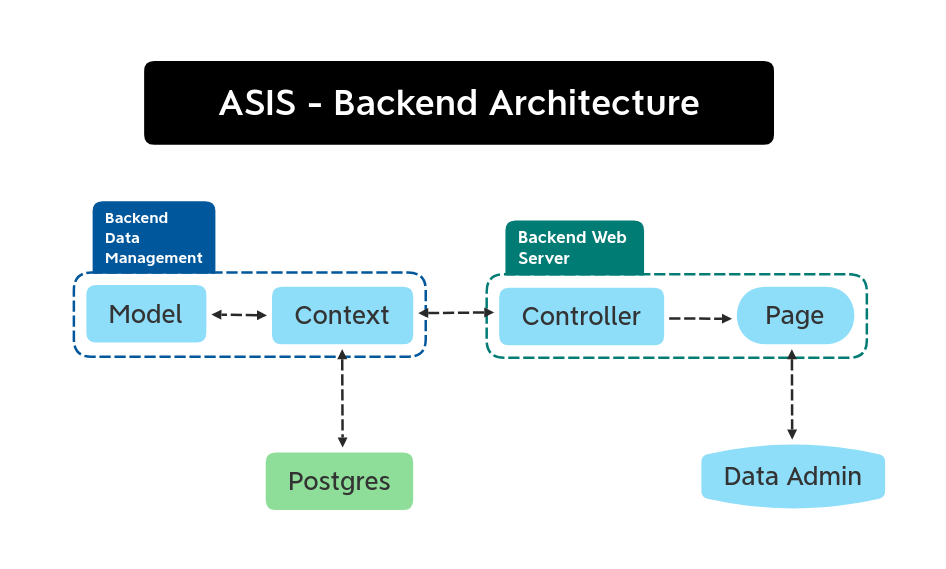 ASIS - Backend Architecture
Backend
Data
Management
Backend Web
Server
Model
Context
Controller
Page
Postgres
Data Admin